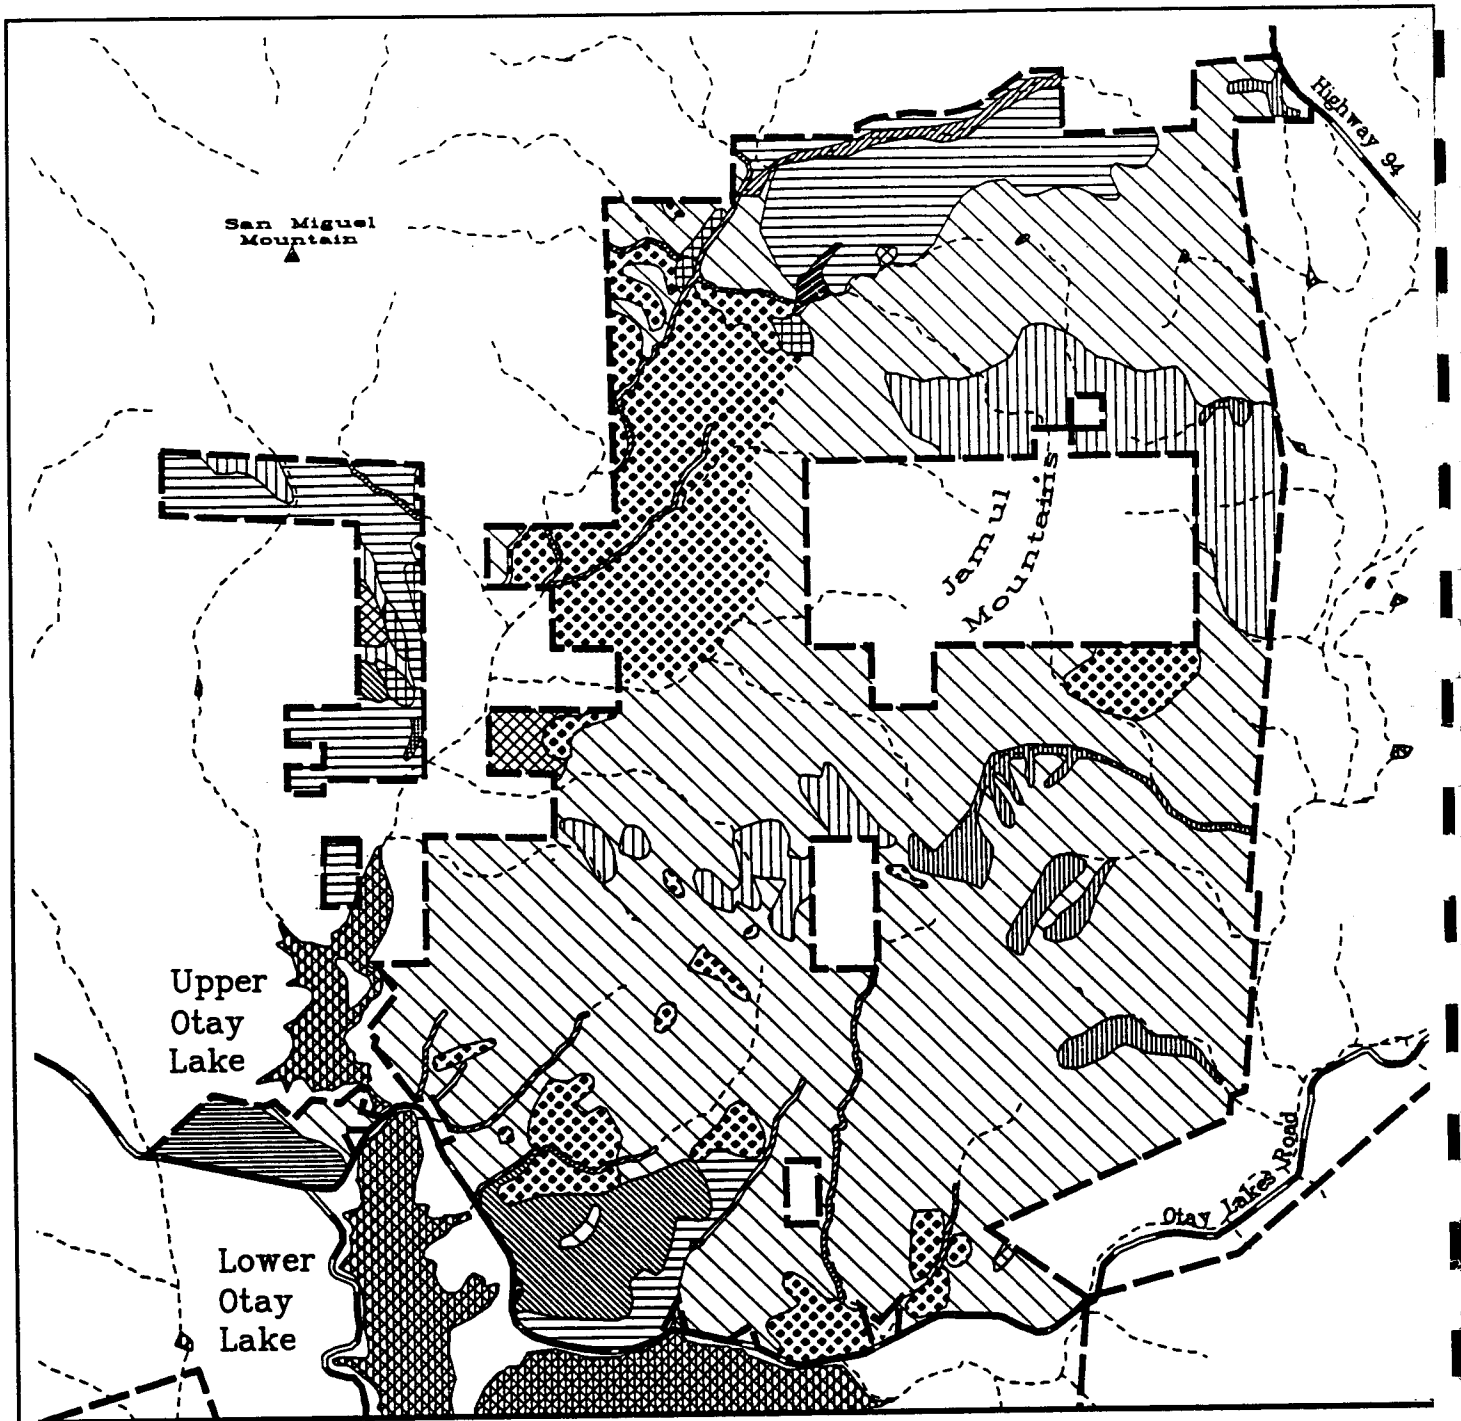 Highway 94
San Miguel
Mountain
Jamul
Mountains
Upper
Otay
Lake
Otay Lakes Road
Lower
Otay
Lake